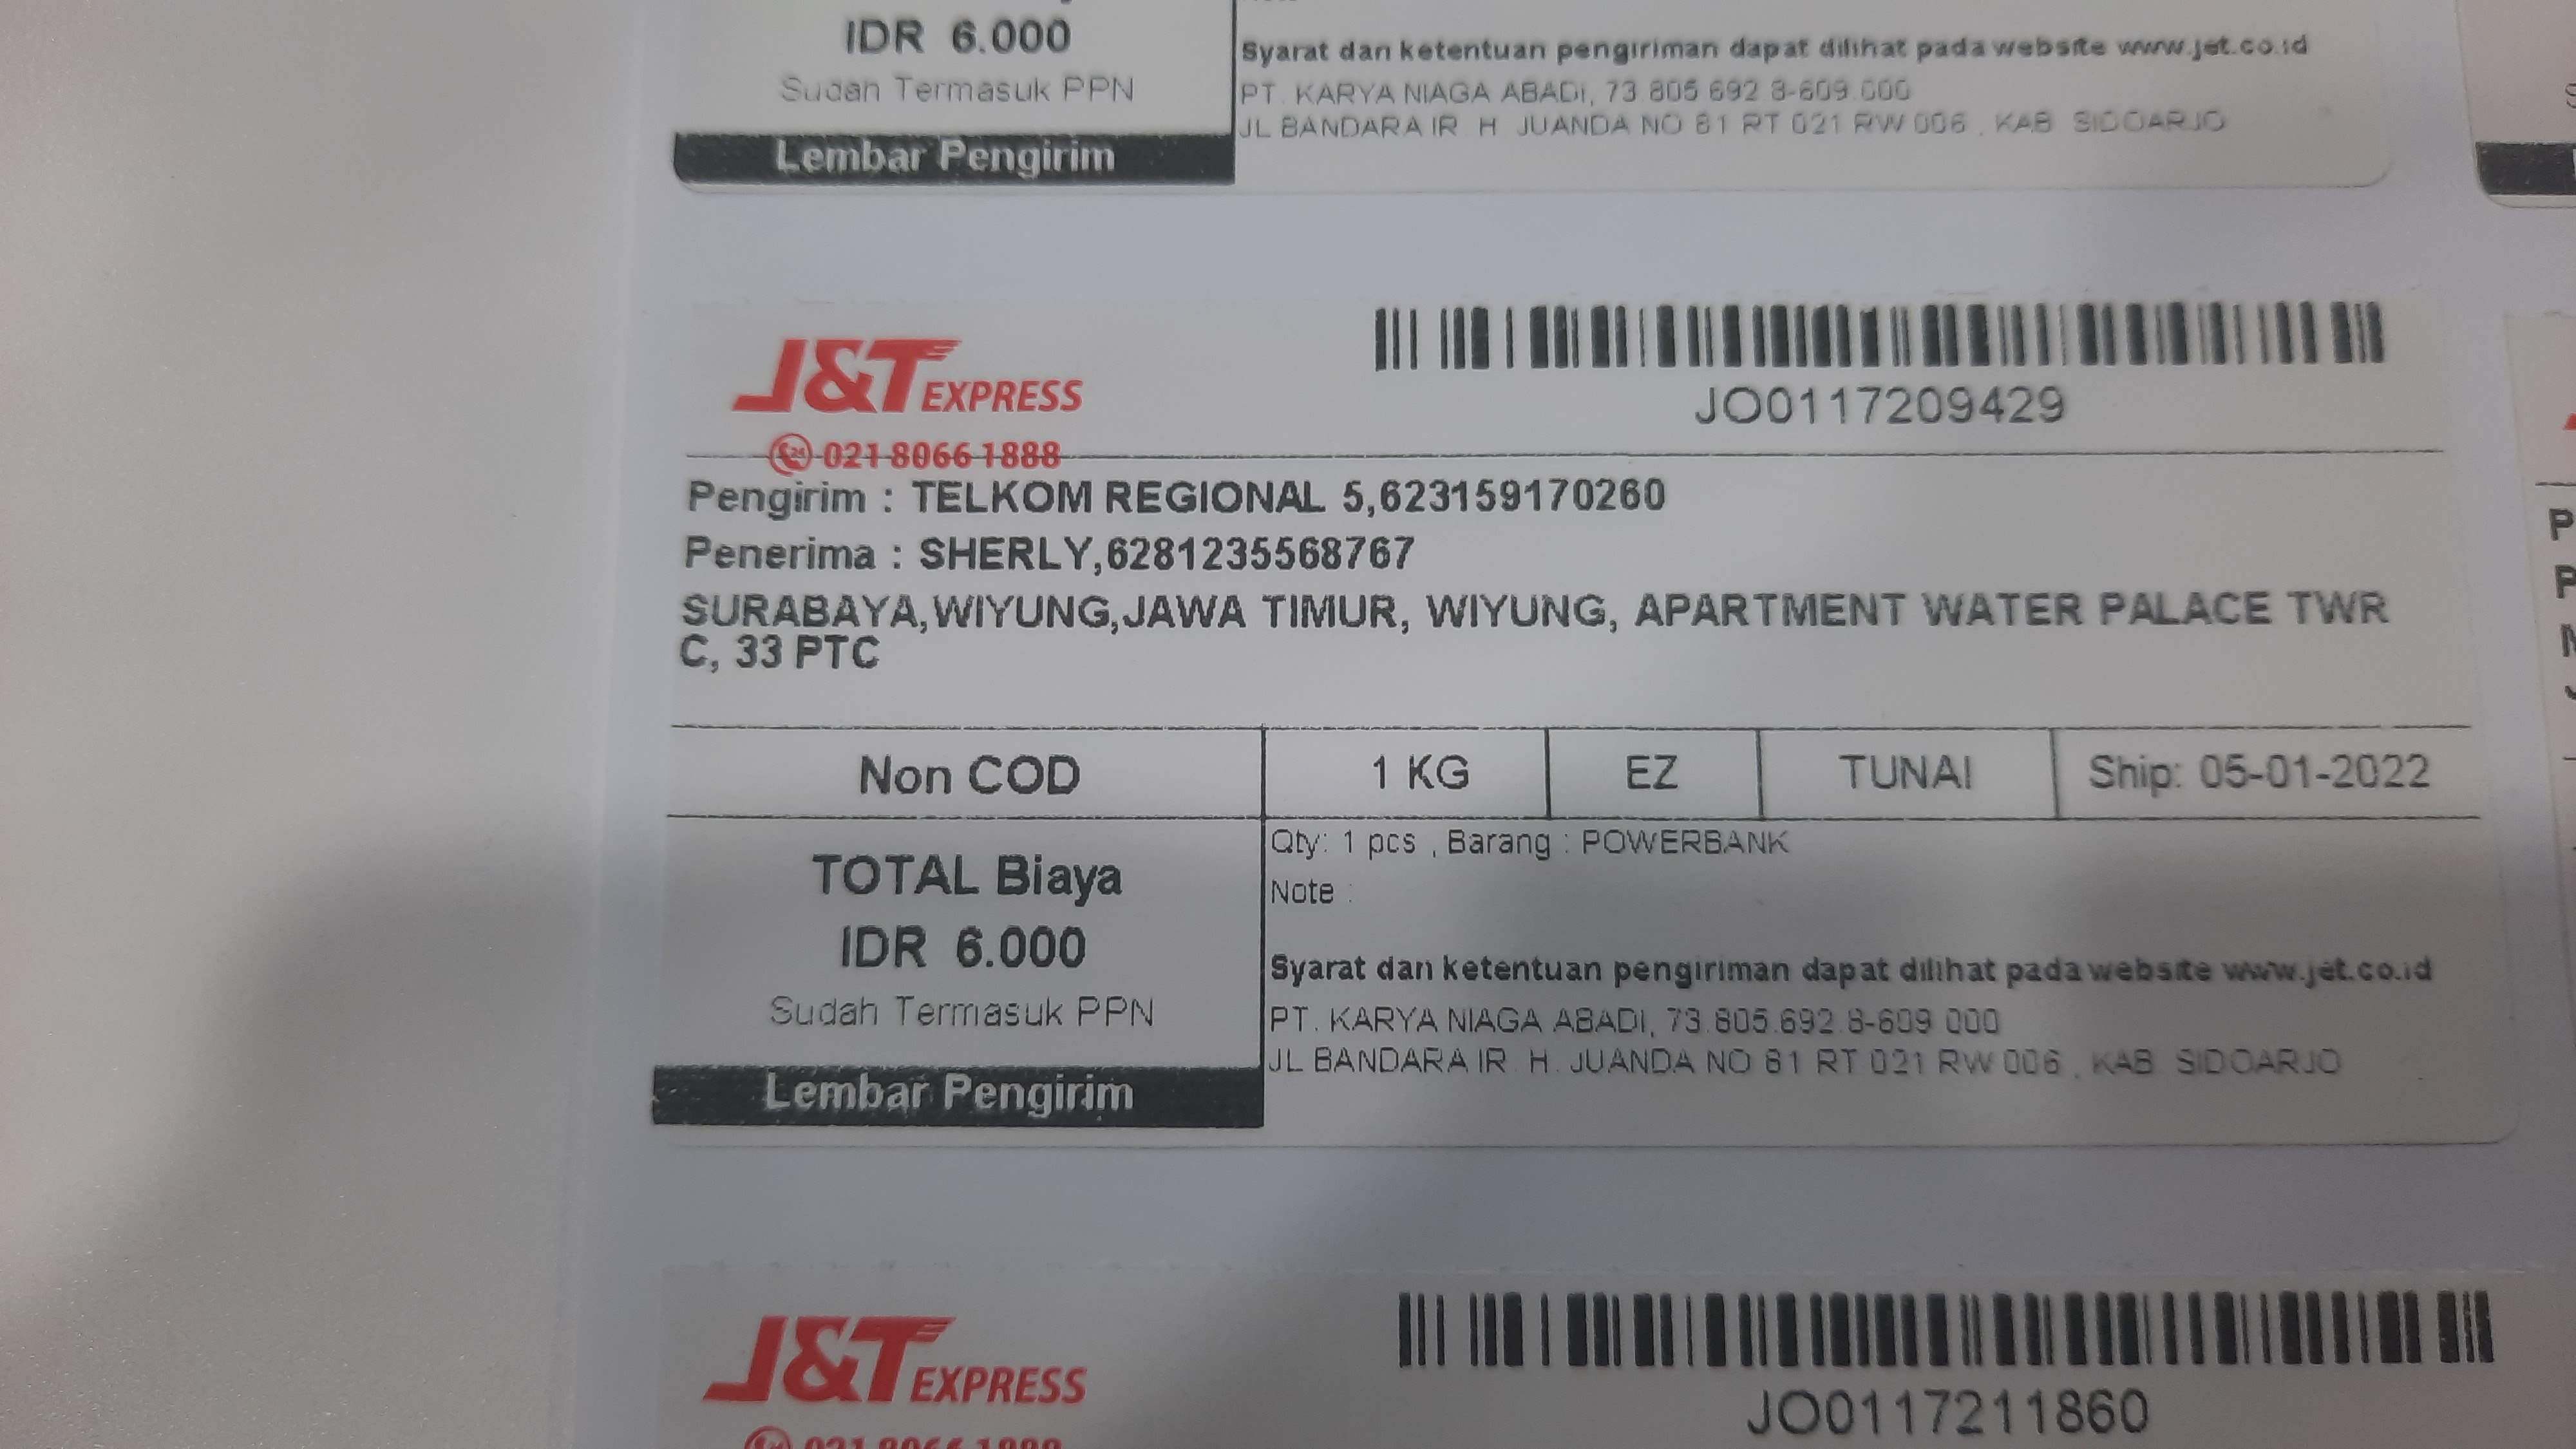 IDR 6.000
Sudah Termasuk PPN
Lembar Pengirim
Syarat dan ketentuan pengiriman dapat dilihat pada website www.jet.co.id
PT. KARYA NIAGA ABADI, 73.805.692.8-609.000
JL BANDARA IR. H. JUANDA NO 61 RT 021 RW 006 , KAB. SIDOARJO
J&T EXPRESS
021-8066-1888
JO0117209429
Pengirim : TELKOM REGIONAL 5,623159170260
Penerima : SHERLY,6281235568767
SURABAYA,WIYUNG,JAWA TIMUR, WIYUNG, APARTMENT WATER PALACE TWR
C, 33 PTC
Non COD 1 KG EZ TUNAI Ship: 05-01-2022
Qty: 1 pcs , Barang : POWERBANK
Note :
TOTAL Biaya
IDR 6.000
Sudah Termasuk PPN
Lembar Pengirim
Syarat dan ketentuan pengiriman dapat dilihat pada website www.jet.co.id
PT. KARYA NIAGA ABADI, 73.805.692.8-609.000
JL BANDARA IR. H. JUANDA NO 61 RT 021 RW 006 , KAB. SIDOARJO
J&T EXPRESS
JO0117211860